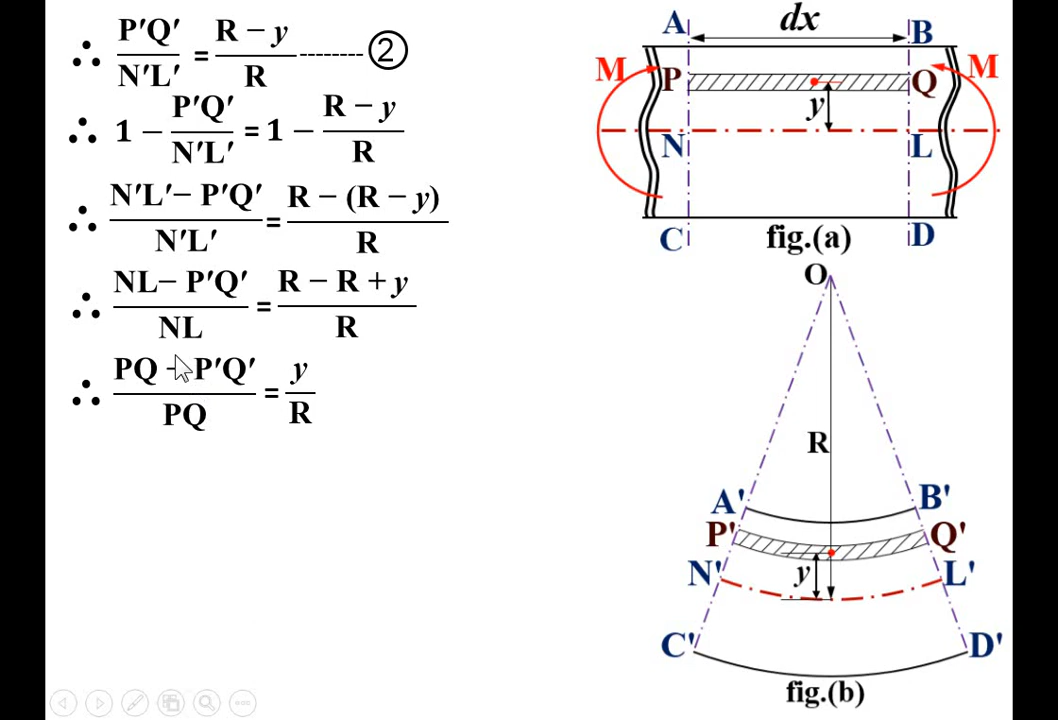 ∴ P′Q′/N′L′ = (R − y)/R -------- ②
∴ 1 − P′Q′/N′L′ = 1 − (R − y)/R
∴ (N′L′− P′Q′)/N′L′ = (R − (R − y))/R
∴ (NL− P′Q′)/NL = (R − R + y)/R
∴ (PQ − P′Q′)/PQ = y/R
A dx B
M P Q M
y
N L
C fig.(a) D
O
R
A' B'
P' Q'
N' y L'
C' D'
fig.(b)